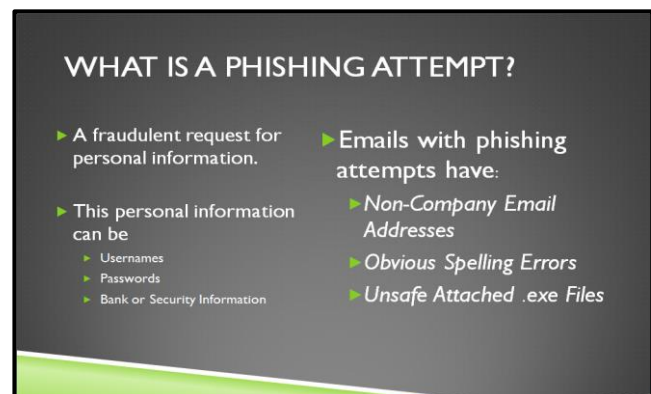 WHAT IS A PHISHING ATTEMPT?
A fraudulent request for
personal information.
This personal information
can be
Usernames
Passwords
Bank or Security Information
Emails with phishing
attempts have:
Non-Company Email
Addresses
Obvious Spelling Errors
Unsafe Attached .exe Files